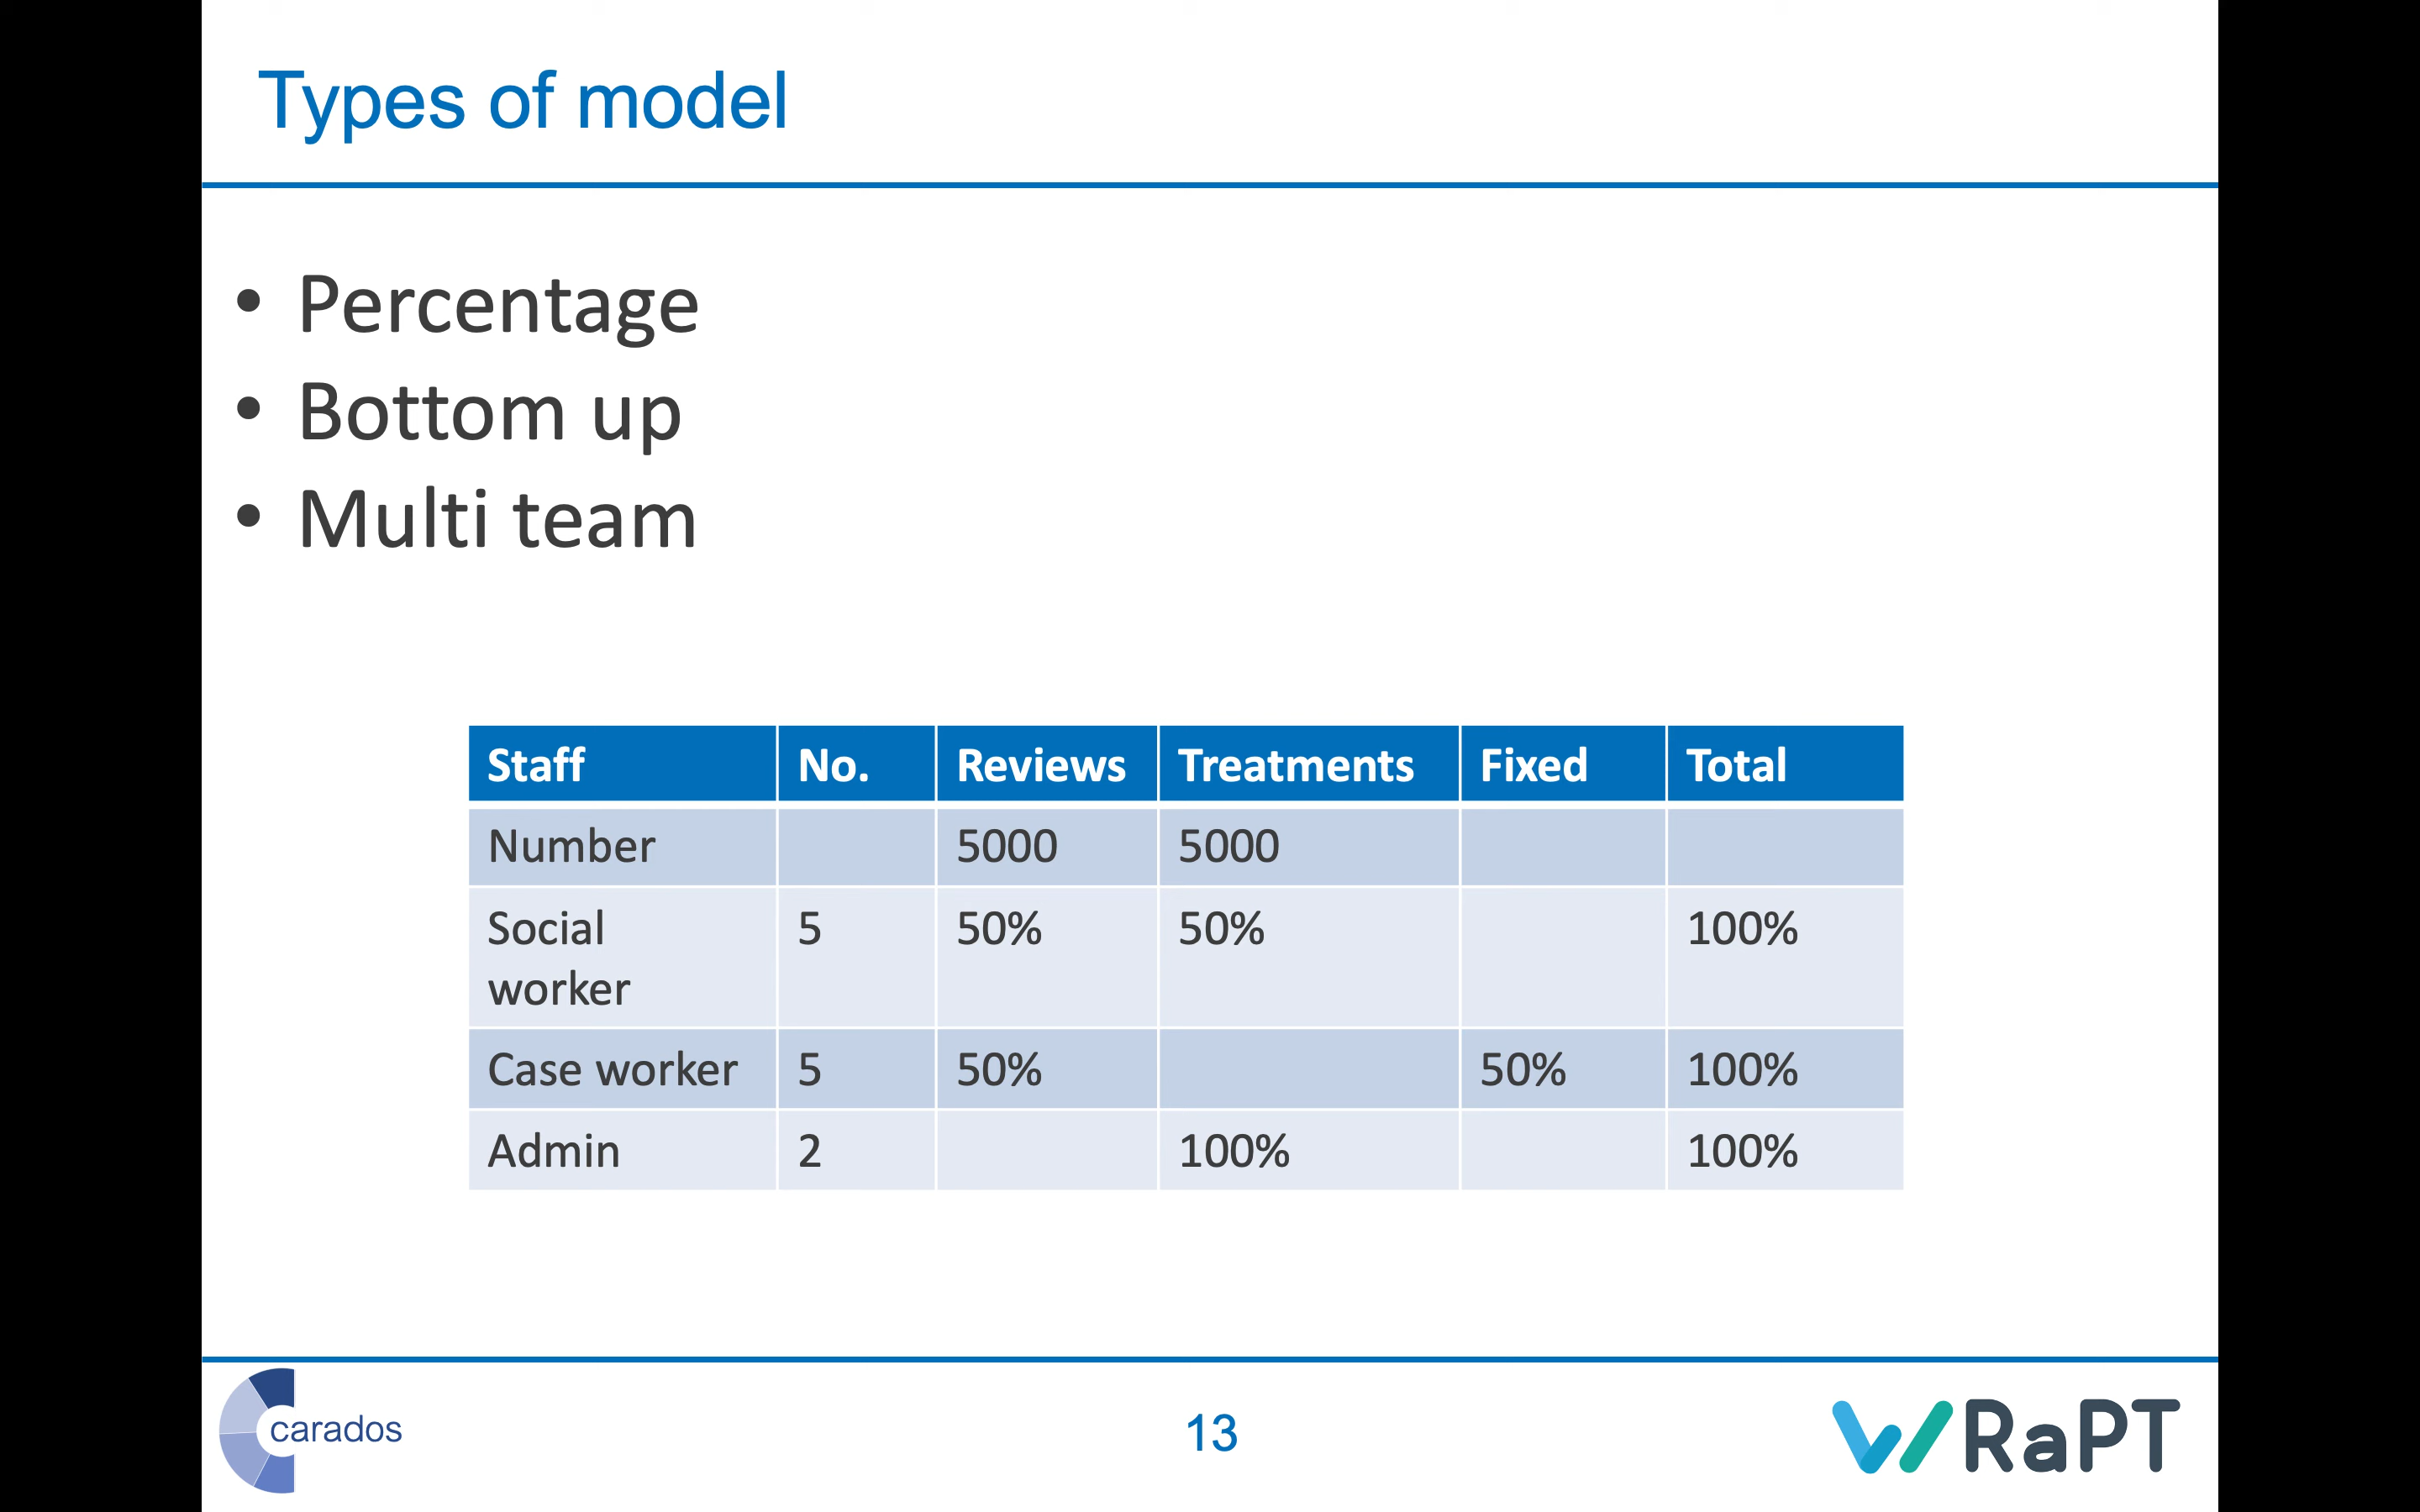 Types of model
• Percentage
• Bottom up
• Multi team
Staff No. Reviews Treatments Fixed Total
Number 5000 5000
Social 5 50% 50% 100%
worker
Case worker 5 50% 50% 100%
Admin 2 100% 100%
carados
13
WRaPT